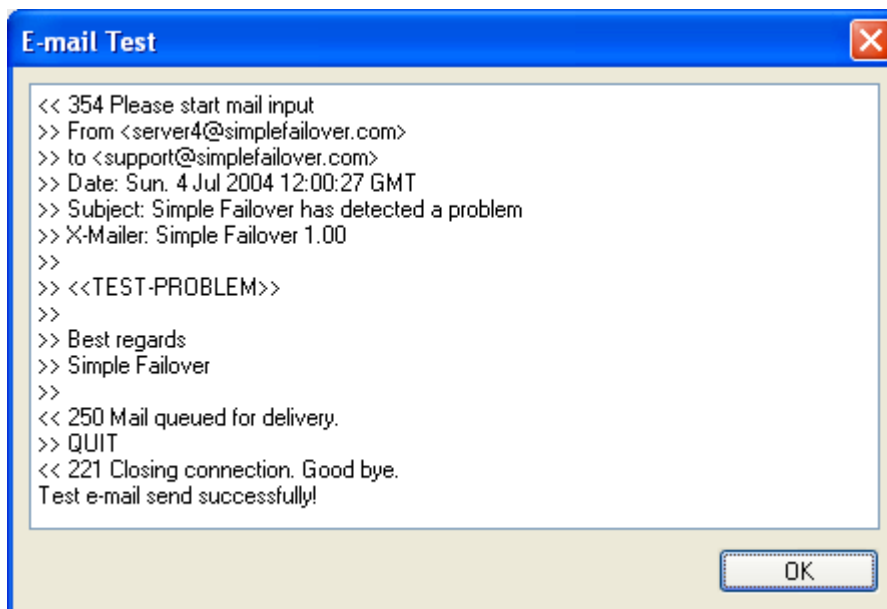 E-mail Test
<< 354 Please start mail input
>> From <server4@simplefailover.com>
>> to <support@simplefailover.com>
>> Date: Sun. 4 Jul 2004 12:00:27 GMT
>> Subject: Simple Failover has detected a problem
>> X-Mailer: Simple Failover 1.00
>>
>> <<TEST-PROBLEM>>
>>
>> Best regards
>> Simple Failover
>>
<< 250 Mail queued for delivery.
>> QUIT
<< 221 Closing connection. Good bye.
Test e-mail send successfully!
OK